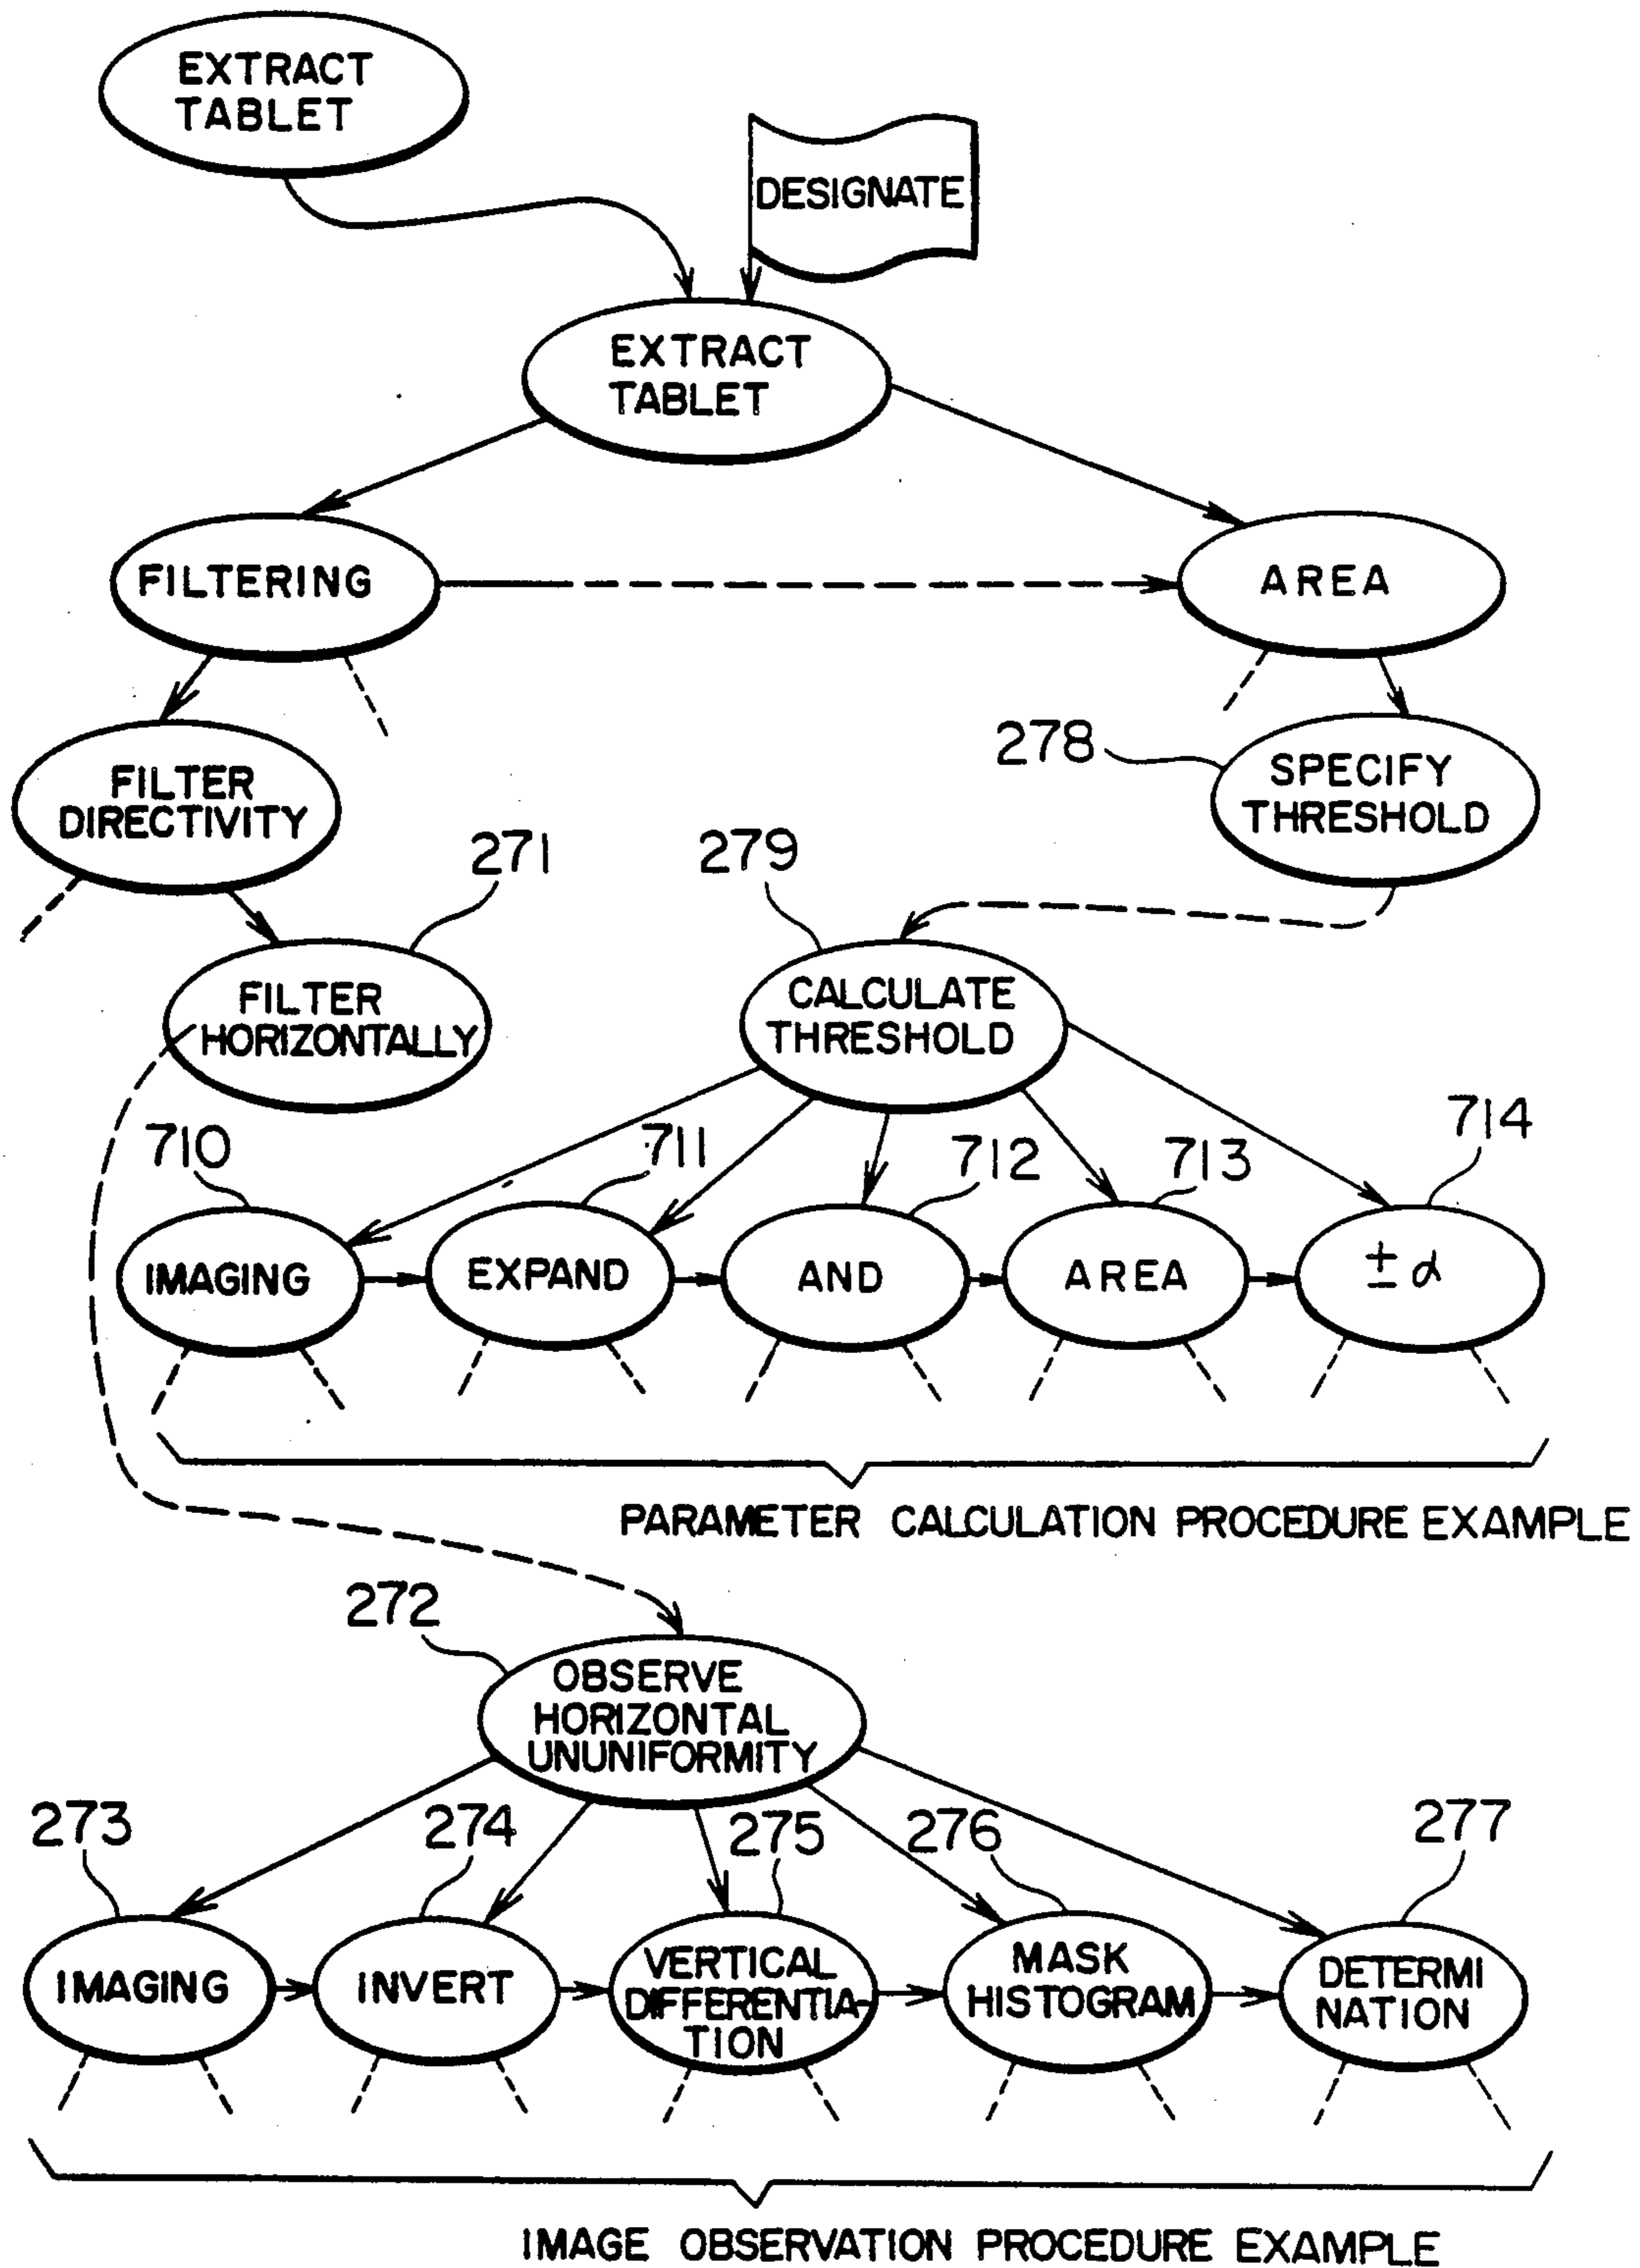 EXTRACT
TABLET
DESIGNATE
EXTRACT
TABLET
FILTERING
AREA
FILTER
DIRECTIVITY
278
SPECIFY
THRESHOLD
271
279
FILTER
HORIZONTALLY
CALCULATE
THRESHOLD
710
711
712
713
714
IMAGING
EXPAND
AND
AREA
± α
PARAMETER CALCULATION PROCEDURE EXAMPLE
272
OBSERVE
HORIZONTAL
UNUNIFORMITY
273
274
275
276
277
IMAGING
INVERT
VERTICAL
DIFFERENTIA-
TION
MASK
HISTOGRAM
DETERMI
NATION
IMAGE OBSERVATION PROCEDURE EXAMPLE